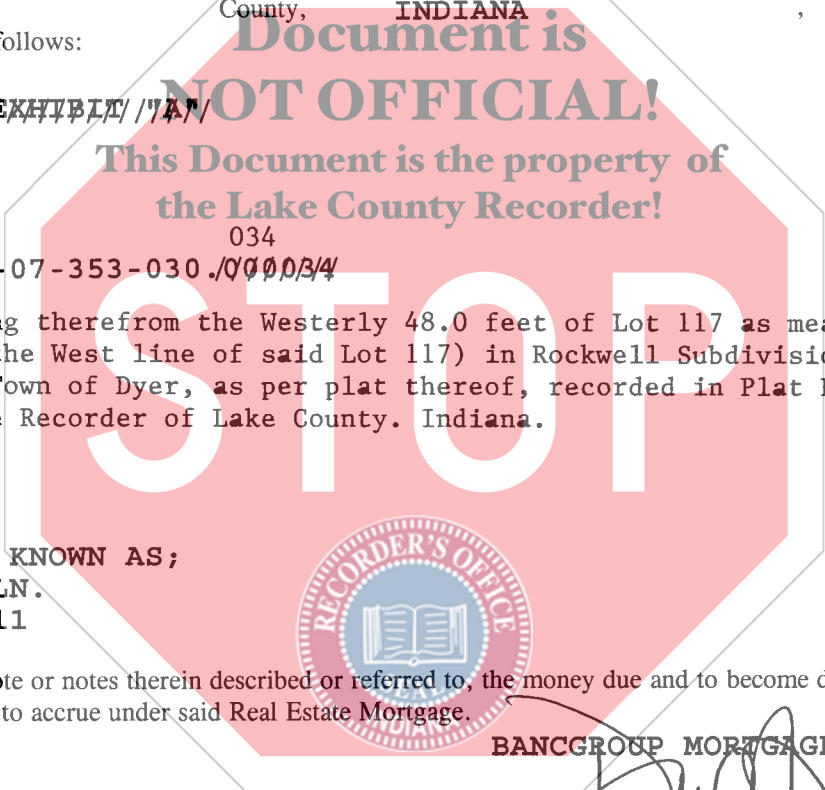 County, INDIANA ,
Document is
follows:
EXHIBIT "A"
NOT OFFICIAL!
This Document is the property of
the Lake County Recorder!
034
-07-353-030.000034
STOP
therefrom the Westerly 48.0 feet of Lot 117 as
the West line of said Lot 117) in Rockwell
Town of Dyer, as per plat thereof, recorded in Plat
Recorder of Lake County. Indiana.
KNOWN AS;
LN.
11
RECORDER'S OFFICE
SEAL
INDIANA
or notes therein described or referred to, the money due and to become
to accrue under said Real Estate Mortgage.
BANCGROUP MORTGAGE